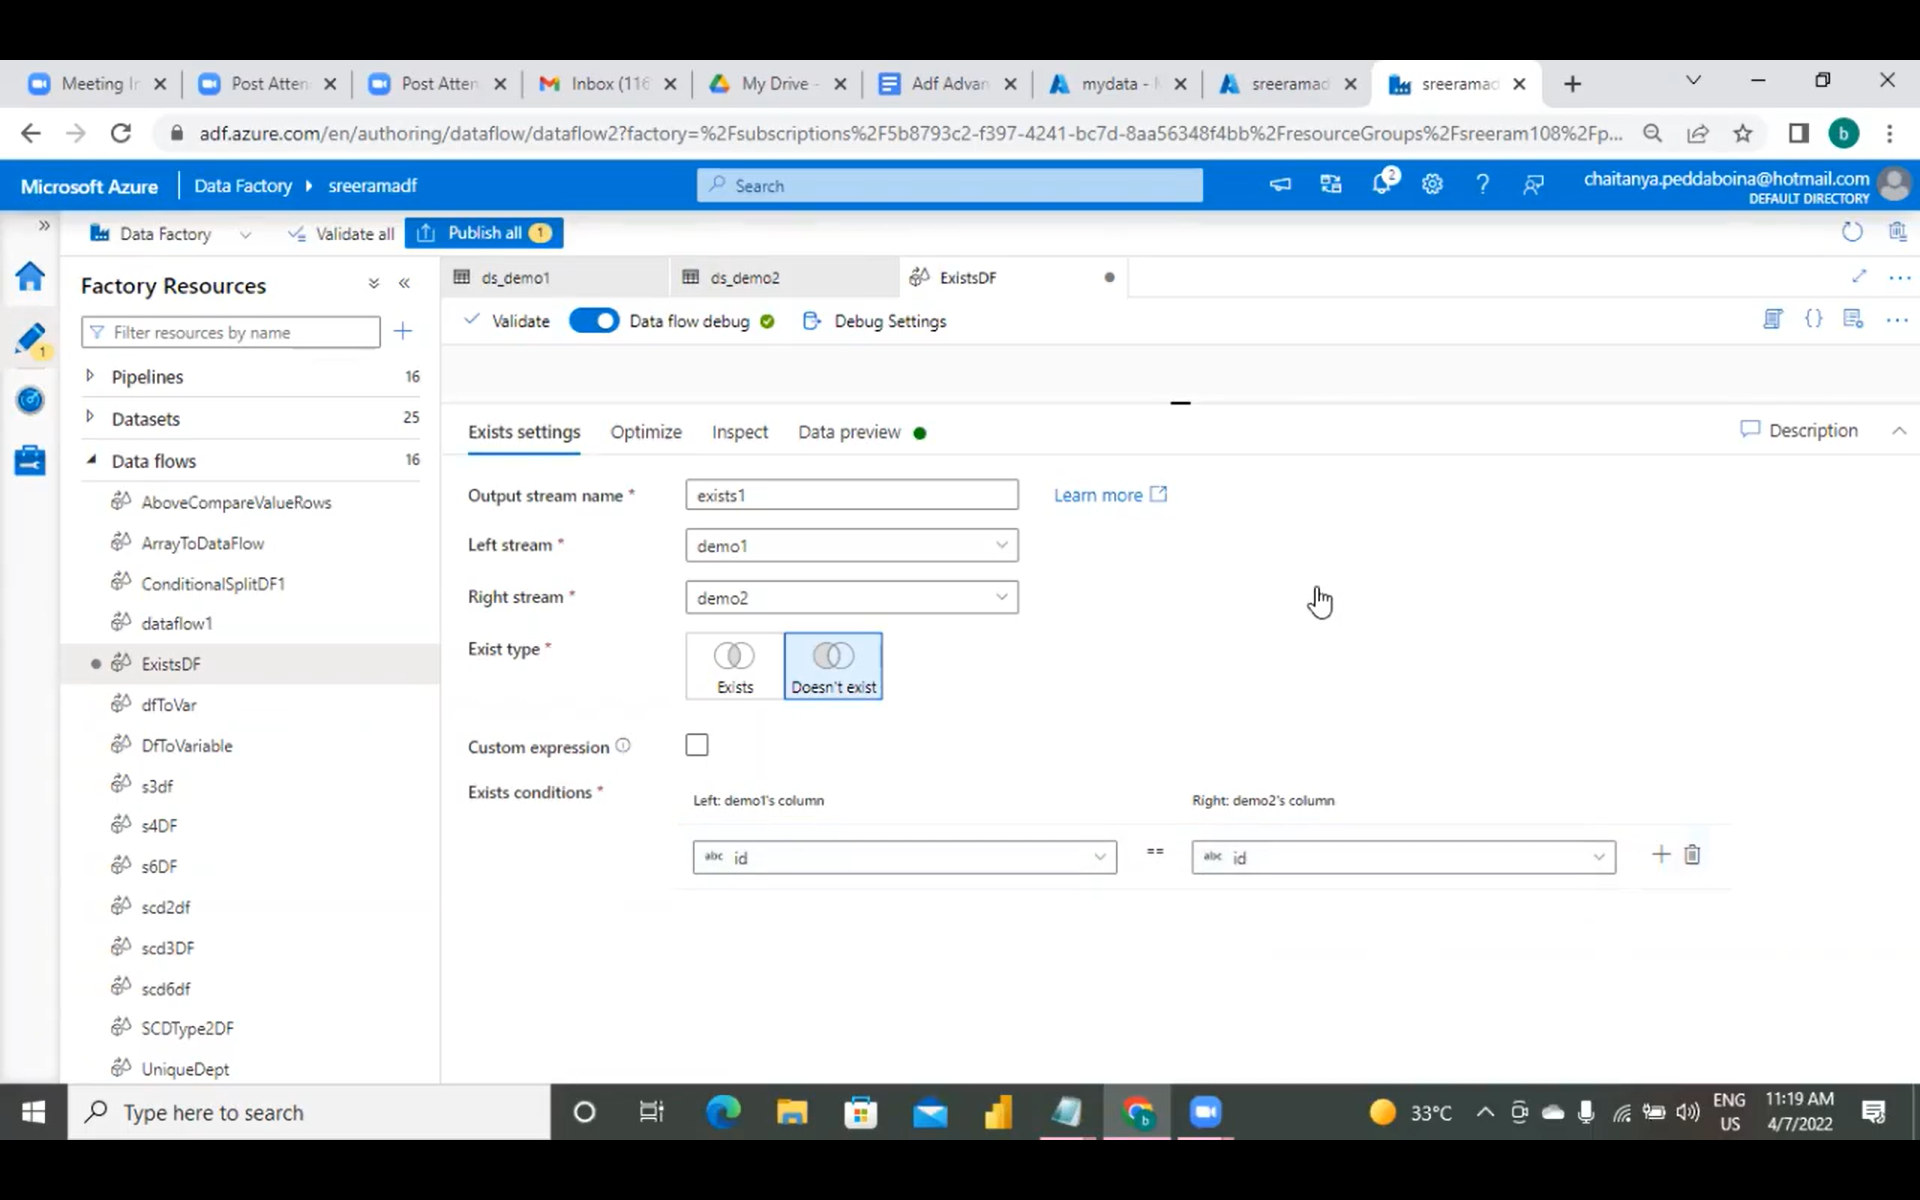 Meeting In
Post Atten
Post Atten
Inbox (116
My Drive -
Adf Advan
mydata -
sreeramad
sreeramad
adf.azure.com/en/authoring/dataflow/dataflow2?factory=%2Fsubscriptions%2F5b8793c2-f397-4241-bc7d-8aa56348f4bb%2FresourceGroups%2Fsreeram108%2Fp...
b
Microsoft Azure
Data Factory
sreeramadf
Search
2
chaitanya.peddaboina@hotmail.com
DEFAULT DIRECTORY
Data Factory
Validate all
Publish all 1
1
Factory Resources
Filter resources by name
Pipelines 16
Datasets 25
Data flows 16
AboveCompareValueRows
ArrayToDataFlow
ConditionalSplitDF1
dataflow1
ExistsDF
dfToVar
DfToVariable
s3df
s4DF
s6DF
scd2df
scd3DF
scd6df
SCDType2DF
UniqueDept
ds_demo1
ds_demo2
ExistsDF
Validate
Data flow debug
Debug Settings
Exists settings
Optimize
Inspect
Data preview
Description
Output stream name *
exists1
Learn more
Left stream *
demo1
Right stream *
demo2
Exist type *
Exists
Doesn't exist
Custom expression
Exists conditions *
Left: demo1's column
Right: demo2's column
abc id
==
abc id
Type here to search
b
33°C
ENG
US
11:19 AM
4/7/2022